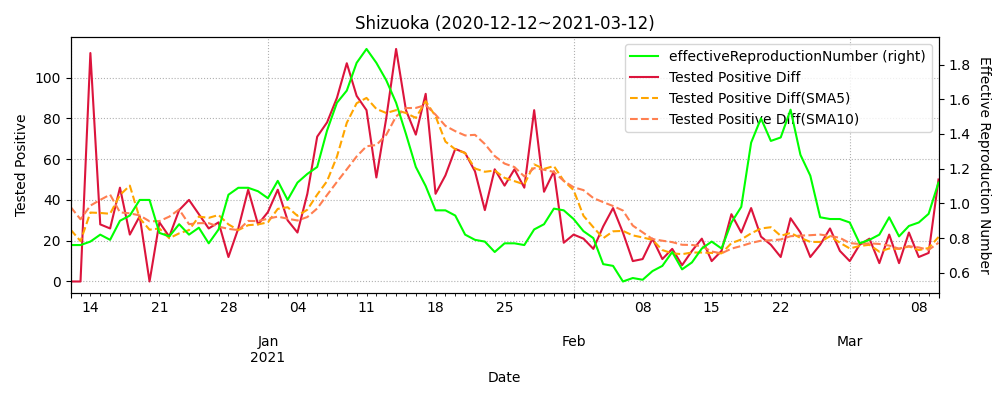 Shizuoka (2020-12-12~2021-03-12)
effectiveReproductionNumber (right)
Tested Positive Diff
Tested Positive Diff(SMA5)
Tested Positive Diff(SMA10)
Tested Positive
100
80
60
40
20
0
1.8
1.6
1.4
1.2
1.0
0.8
0.6
Effective Reproduction Number
14 21 28 04 11 18 25 08 15 22 08
Jan Feb Mar
2021
Date